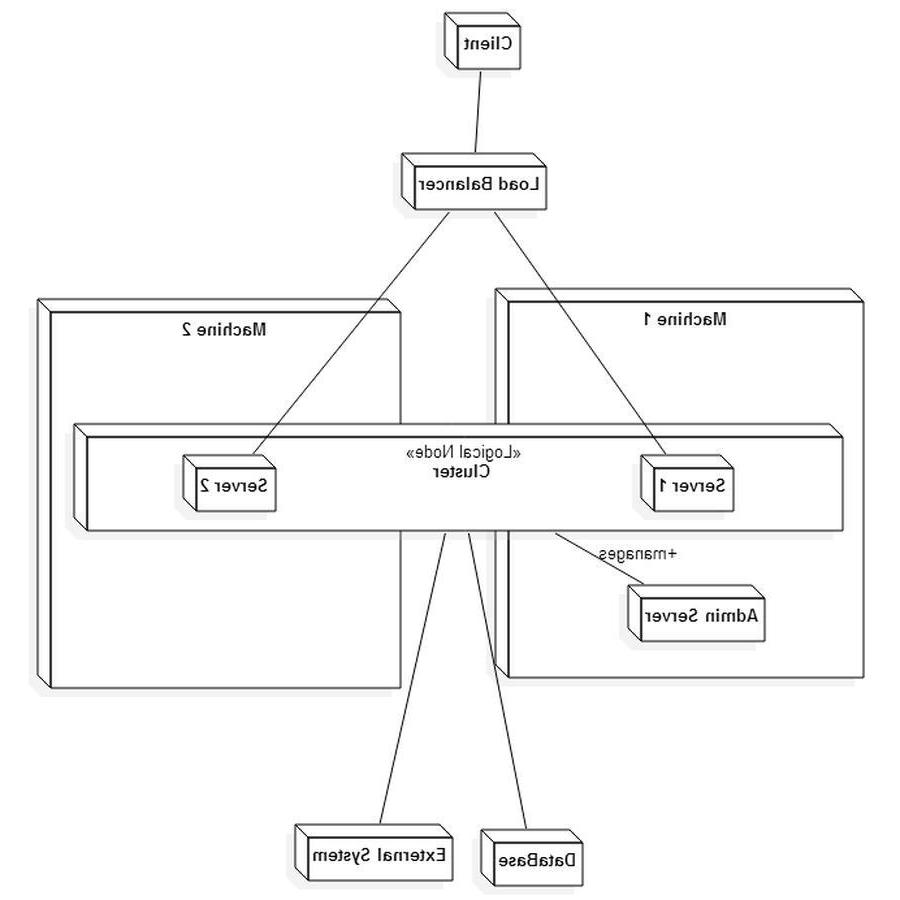 Client
Load Balancer
Machine 1
Machine 2
«Logical Node»
Cluster
Server 1
Server 2
+manages
Admin Server
External System
DataBase